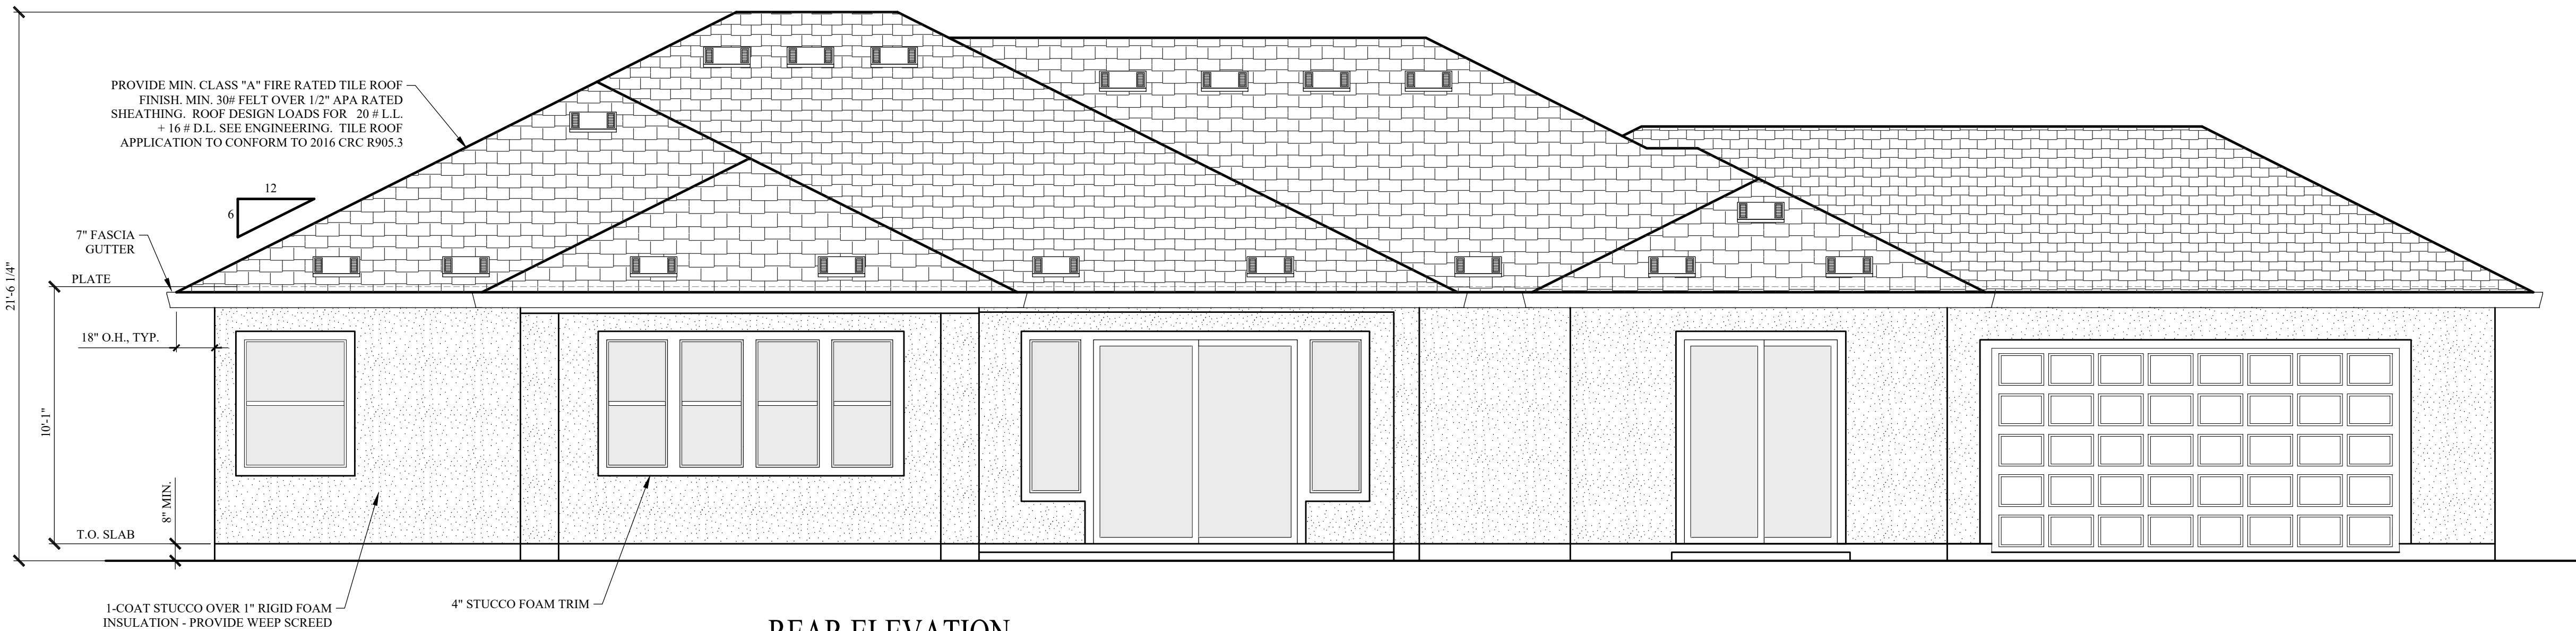 PROVIDE MIN. CLASS "A" FIRE RATED TILE ROOF
FINISH. MIN. 30# FELT OVER 1/2" APA RATED
SHEATHING. ROOF DESIGN LOADS FOR 20 # L.L.
+ 16 # D.L. SEE ENGINEERING. TILE ROOF
APPLICATION TO CONFORM TO 2016 CRC R905.3
12
6
7" FASCIA
GUTTER
PLATE
21'-6 1/4"
18" O.H., TYP.
10'-1"
8" MIN.
T.O. SLAB
1-COAT STUCCO OVER 1" RIGID FOAM
INSULATION - PROVIDE WEEP SCREED
4" STUCCO FOAM TRIM
REAR ELEVATION